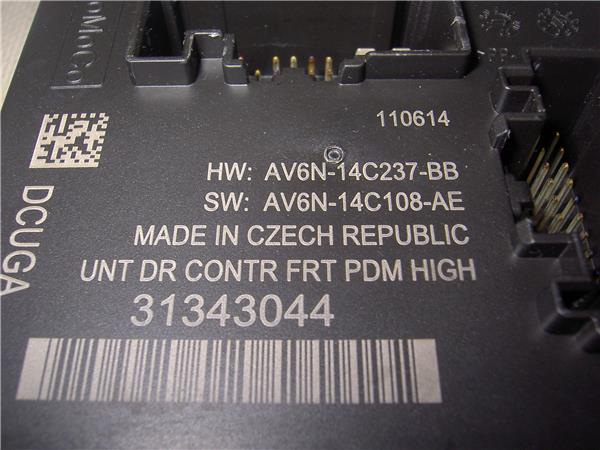 MoCo
110614
HW: AV6N-14C237-BB
SW: AV6N-14C108-AE
MADE IN CZECH REPUBLIC
UNT DR CONTR FRT PDM HIGH
31343044
DCUGA